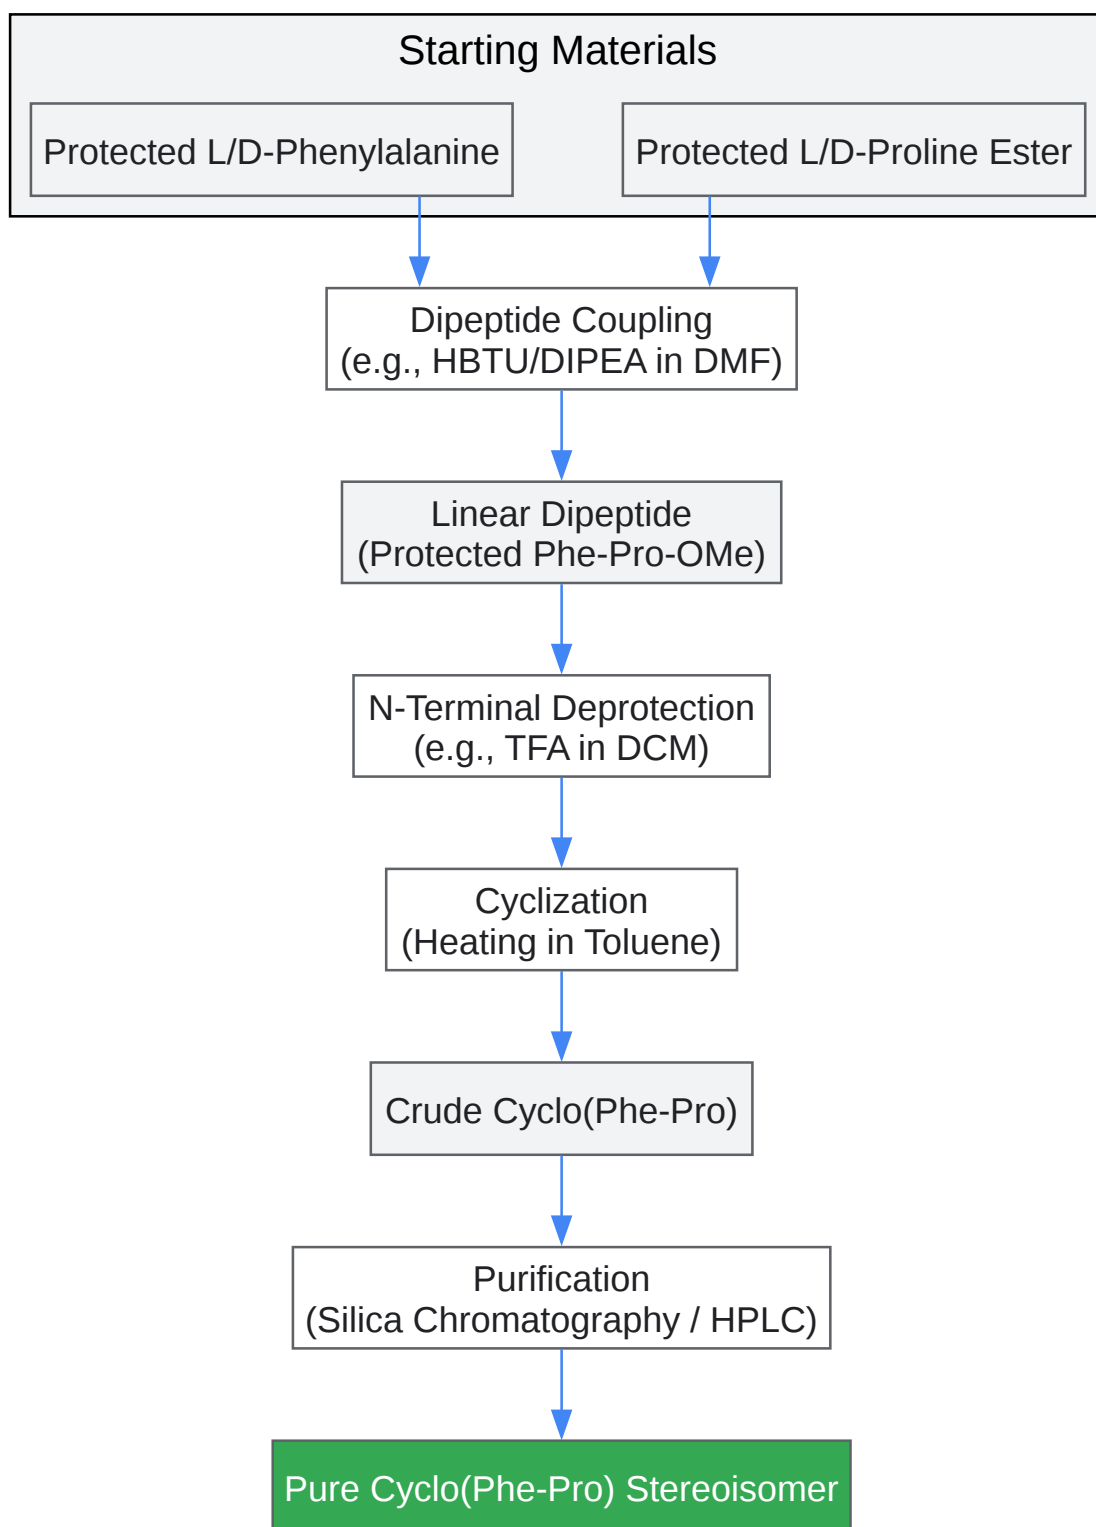 Starting Materials
Protected L/D-Phenylalanine
Protected L/D-Proline Ester
Dipeptide Coupling
(e.g., HBTU/DIPEA in DMF)
Linear Dipeptide
(Protected Phe-Pro-OMe)
N-Terminal Deprotection
(e.g., TFA in DCM)
Cyclization
(Heating in Toluene)
Crude Cyclo(Phe-Pro)
Purification
(Silica Chromatography / HPLC)
Pure Cyclo(Phe-Pro) Stereoisomer